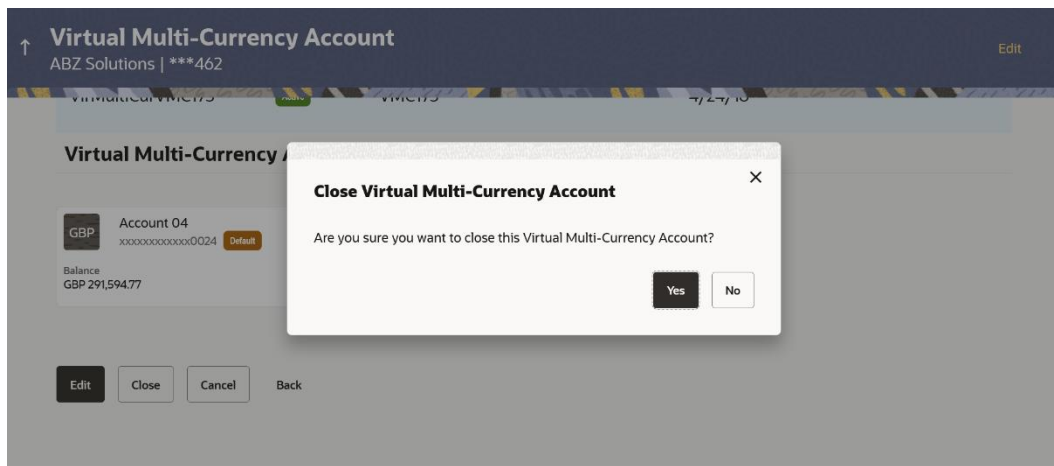 Virtual Multi-Currency Account
ABZ Solutions | ***462
Edit
Virtual Multi-Currency
Close Virtual Multi-Currency Account
Are you sure you want to close this Virtual Multi-Currency Account?
Yes
No
GBP
Account 04
xxxxxxxxxxxx0024 Default
Balance
GBP 291,594.77
Edit
Close
Cancel
Back